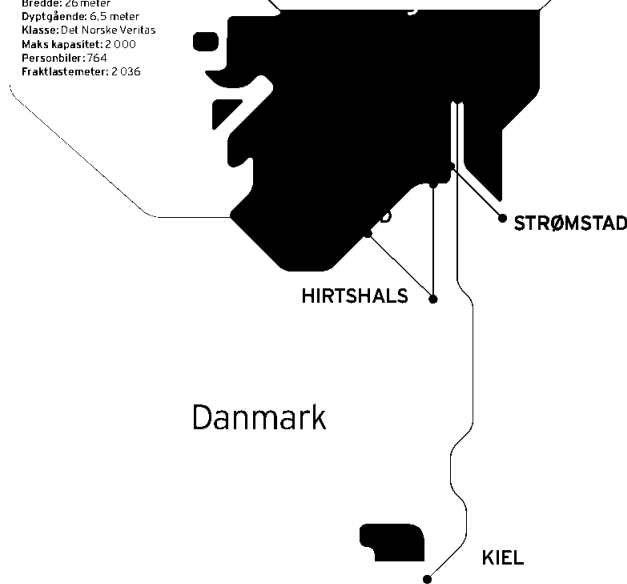 Bredde: 26 meter
Dyptgående: 6,5 meter
Klasse: Det Norske Veritas
Maks kapasitet: 2 000
Personbiler: 764
Fraktlastemeter: 2 036
STRØMSTAD
HIRTSHALS
Danmark
KIEL